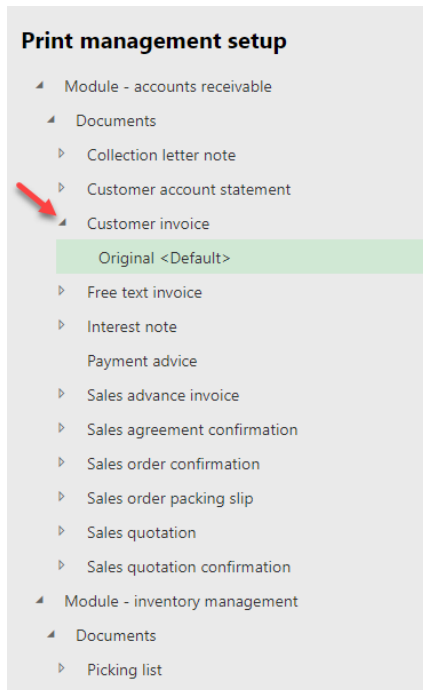 Print management setup
Module - accounts receivable
Documents
Collection letter note
Customer account statement
Customer invoice
Original <Default>
Free text invoice
Interest note
Payment advice
Sales advance invoice
Sales agreement confirmation
Sales order confirmation
Sales order packing slip
Sales quotation
Sales quotation confirmation
Module - inventory management
Documents
Picking list